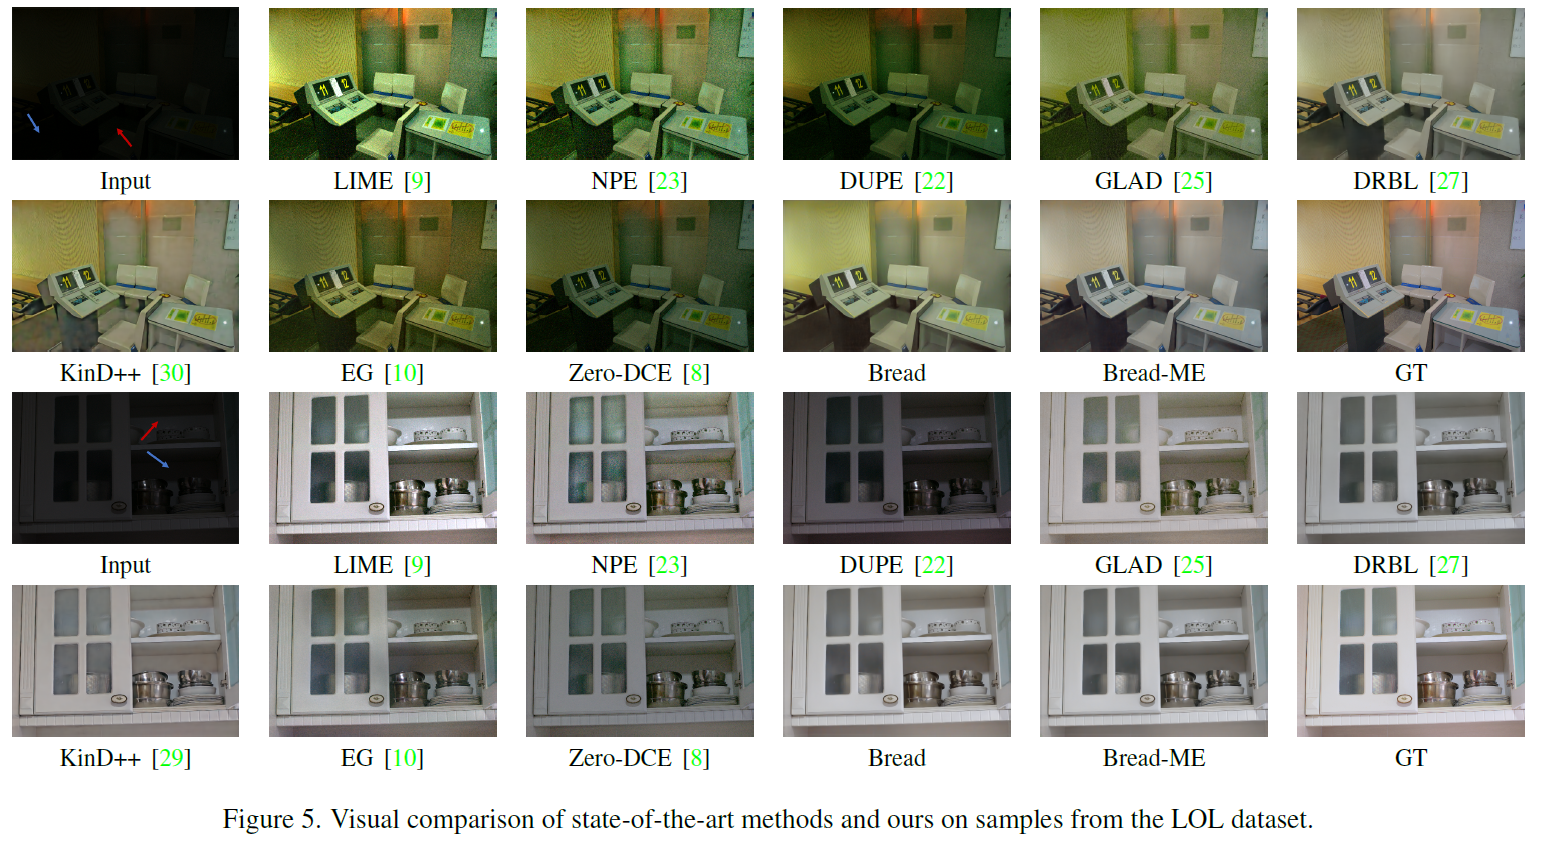 Input LIME [9] NPE [23] DUPE [22] GLAD [25] DRBL [27]
KinD++ [30] EG [10] Zero-DCE [8] Bread Bread-ME GT
Input LIME [9] NPE [23] DUPE [22] GLAD [25] DRBL [27]
KinD++ [29] EG [10] Zero-DCE [8] Bread Bread-ME GT
Figure 5. Visual comparison of state-of-the-art methods and ours on samples from the LOL dataset.